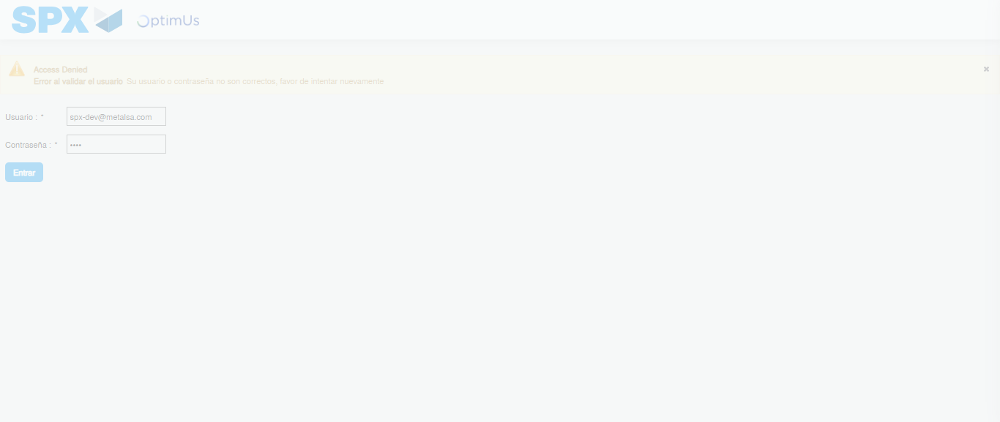 SPX OptimUs
Access Denied
Error al validar el usuario Su usuario o contraseña no son correctos, favor de intentar nuevamente
Usuario : * spx-dev@metalsa.com
Contraseña : * ••••
Entrar